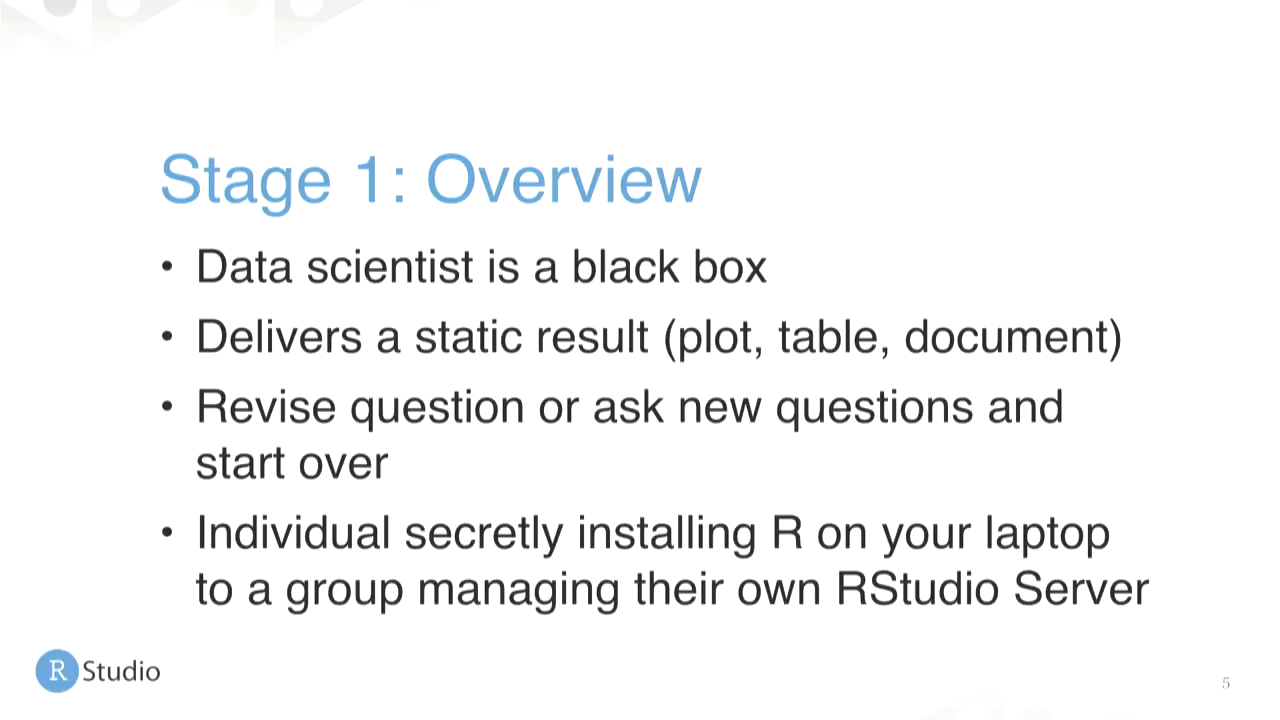 Stage 1: Overview
• Data scientist is a black box
• Delivers a static result (plot, table, document)
• Revise question or ask new questions and
start over
• Individual secretly installing R on your laptop
to a group managing their own RStudio Server
R Studio
5